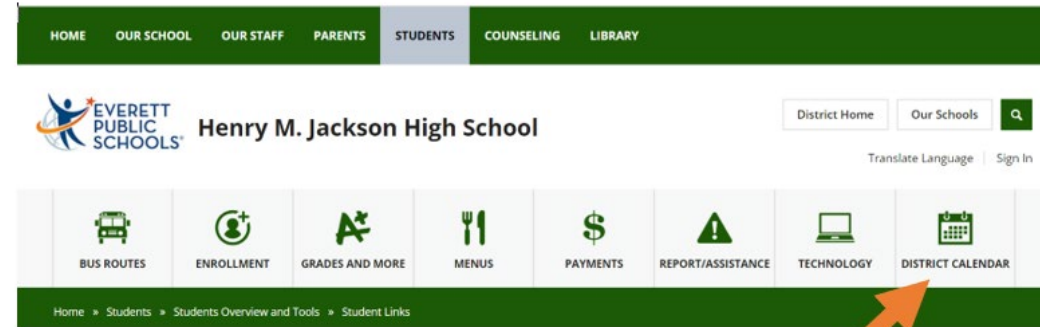 HOME OUR SCHOOL OUR STAFF PARENTS STUDENTS COUNSELING LIBRARY
EVERETT
PUBLIC
SCHOOLS®
Henry M. Jackson High School
District Home Our Schools
Translate Language Sign In
BUS ROUTES ENROLLMENT GRADES AND MORE MENUS PAYMENTS REPORT/ASSISTANCE TECHNOLOGY DISTRICT CALENDAR
Home » Students » Students Overview and Tools » Student Links